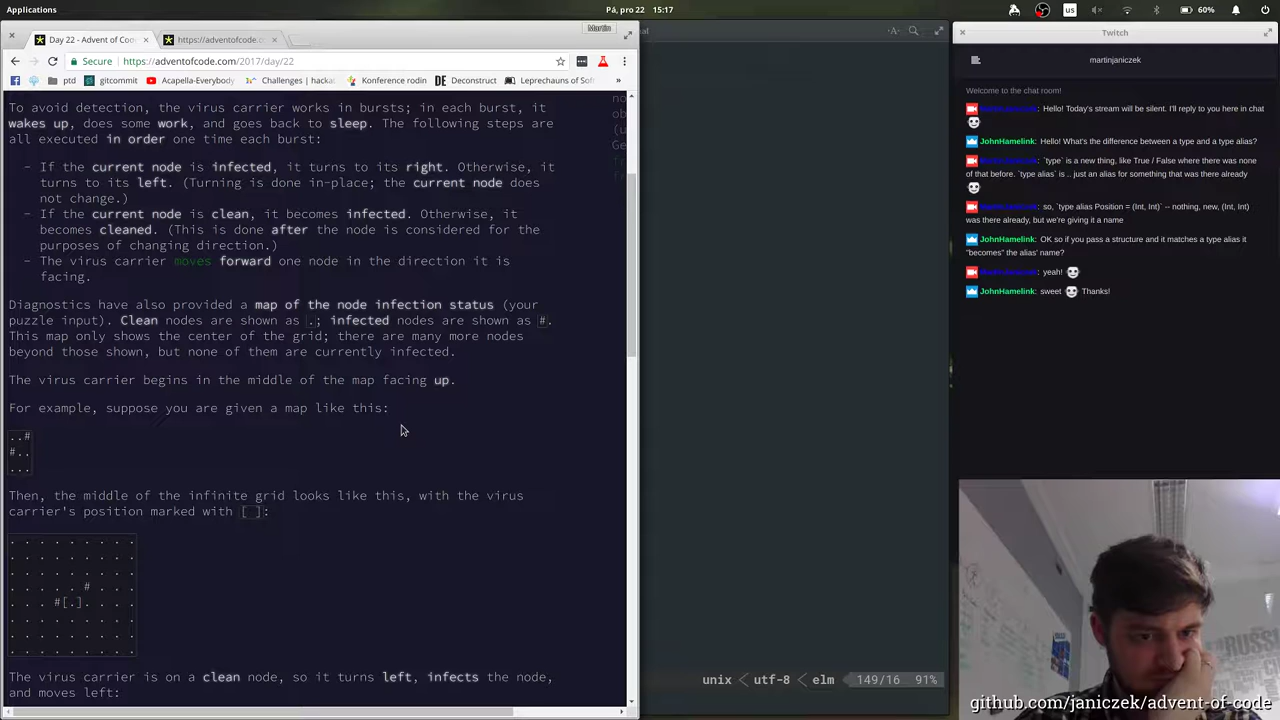 Applications
Pá, pro 22 15:17
us
60%
Martin
Day 22 - Advent of Cod
https://adventofcode.c
Secure
https://adventofcode.com/2017/day/22
ptd
gitcommit
Acapella-Everybody
Challenges | hackas
Konferece rodin
Deconstruct
Leprechauns of Soft
To avoid detection, the virus carrier works in bursts; in each burst, it
wakes up, does some work, and goes back to sleep. The following steps are
all executed in order one time each burst:
- If the current node is infected, it turns to its right. Otherwise, it
turns to its left. (Turning is done in-place; the current node does
not change.)
- If the current node is clean, it becomes infected. Otherwise, it
becomes cleaned. (This is done after the node is considered for the
purposes of changing direction.)
- The virus carrier moves forward one node in the direction it is
facing.
Diagnostics have also provided a map of the node infection status (your
puzzle input). Clean nodes are shown as .; infected nodes are shown as #.
This map only shows the center of the grid; there are many more nodes
beyond those shown, but none of them are currently infected.
The virus carrier begins in the middle of the map facing up.
For example, suppose you are given a map like this:
..#
#..
...
Then, the middle of the infinite grid looks like this, with the virus
carrier's position marked with [ ]:
. . . . . . . . .
. . . . . . . . .
. . . . . . . . .
. . . . . # . . .
. . . #[.]. . . .
. . . . . . . . .
. . . . . . . . .
. . . . . . . . .
The virus carrier is on a clean node, so it turns left, infects the node,
and moves left:
unix < utf-8 < elm 149/16 91%
Twitch
martinjaniczek
Welcome to the chat room!
Hello! Today's stream will be silent. I'll reply to you here in chat
JohnHamelink: Hello! What's the difference between a type and a type alias?
`type` is a new thing, like True / False where there was none
of that before. `type alias` is .. just an alias for something that was there already
so, `type alias Position = (Int, Int)` -- nothing, new, (Int, Int)
was there already, but we're giving it a name
JohnHamelink: OK so if you pass a structure and it matches a type alias it
"becomes" the alias' name?
yeah!
JohnHamelink: sweet Thanks!
github.com/janiczek/advent-of-code